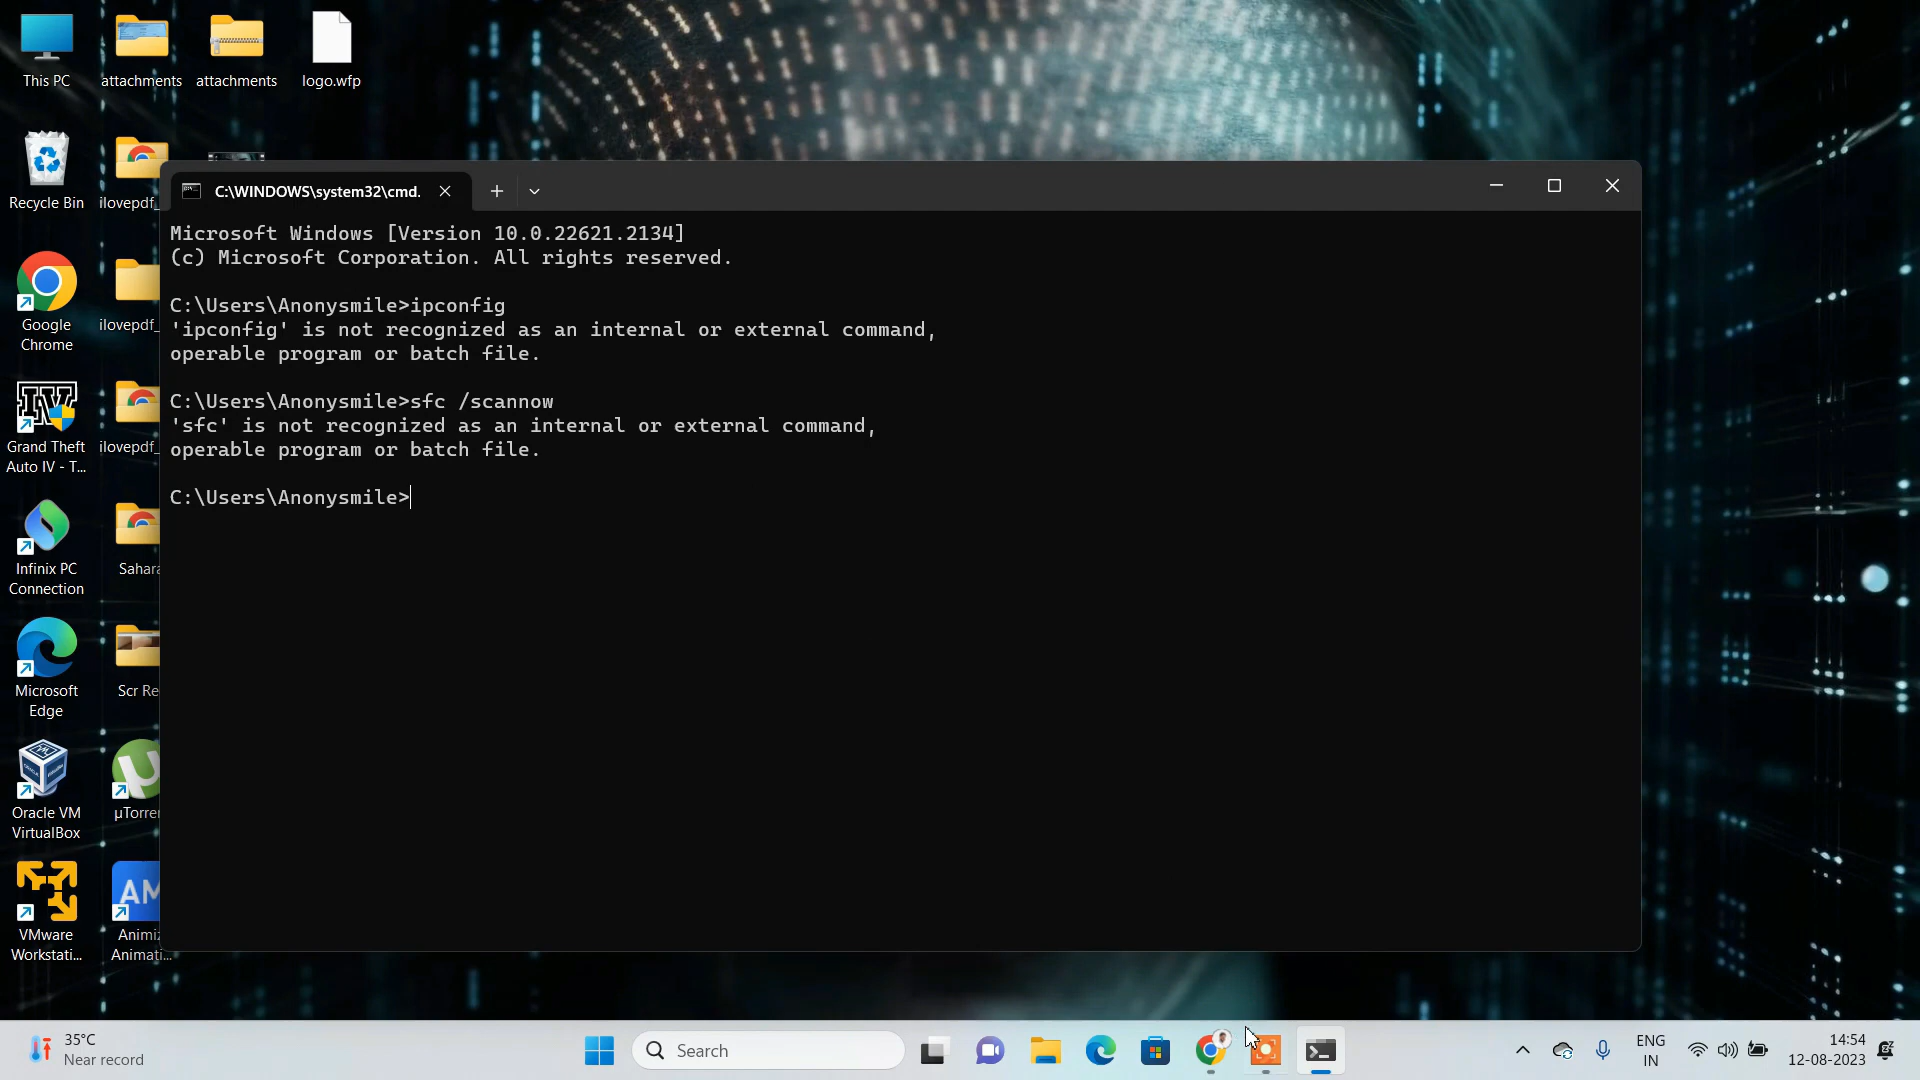 This PC
attachments
attachments
logo.wfp
Recycle Bin
ilovepdf_
Google
Chrome
ilovepdf_
Grand Theft
Auto IV - T...
ilovepdf_
Infinix PC
Connection
Sahara
Microsoft
Edge
Scr Re
Oracle VM
VirtualBox
µTorre
VMware
Workstati...
AM
Animi
Animati...
C:\WINDOWS\system32\cmd.
Microsoft Windows [Version 10.0.22621.2134]
(c) Microsoft Corporation. All rights reserved.
C:\Users\Anonysmile>ipconfig
'ipconfig' is not recognized as an internal or external command,
operable program or batch file.
C:\Users\Anonysmile>sfc /scannow
'sfc' is not recognized as an internal or external command,
operable program or batch file.
C:\Users\Anonysmile>
35°C
Near record
Search
ENG
IN
14:54
12-08-2023